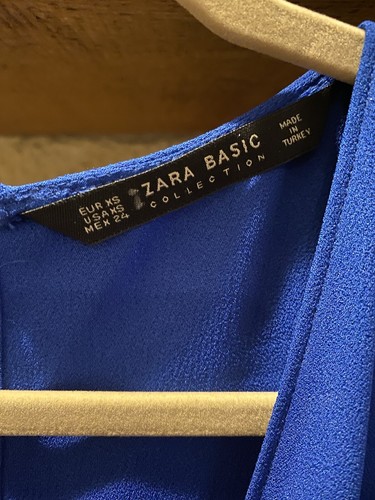 EUR XS
USA XS
MEX 24
ZARA BASIC
COLLECTION
MADE
IN
TURKEY